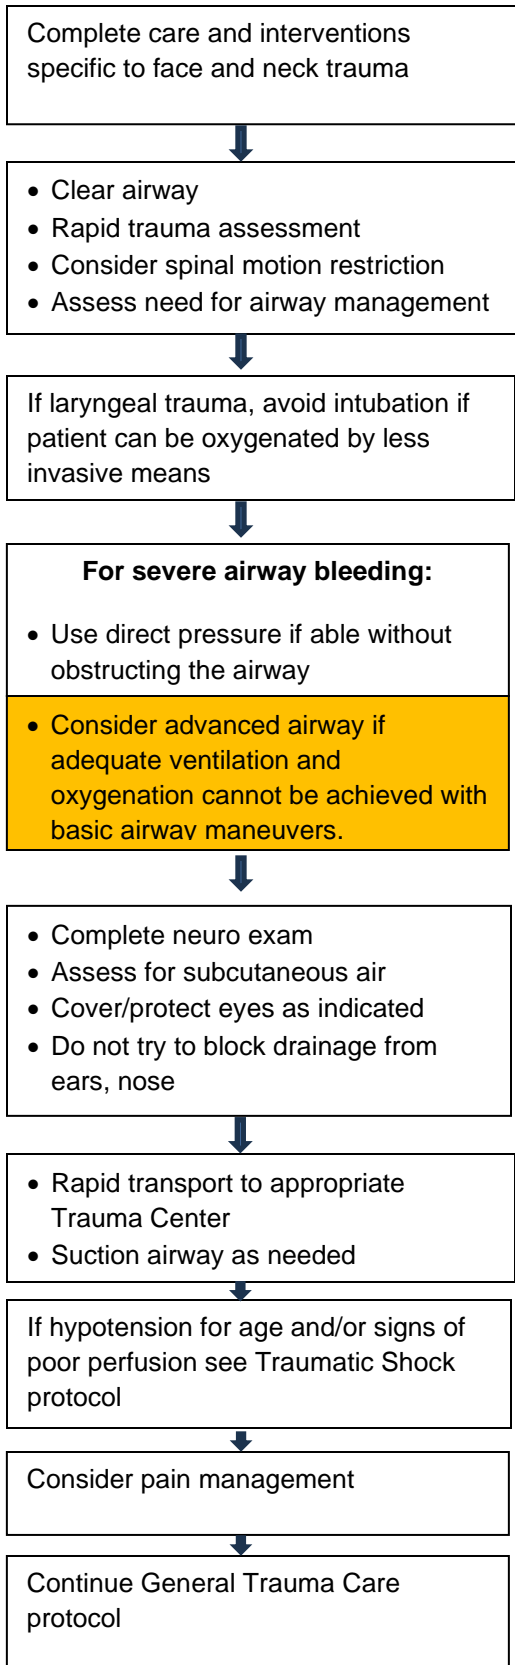 Complete care and interventions
specific to face and neck trauma
• Clear airway
• Rapid trauma assessment
• Consider spinal motion restriction
• Assess need for airway management
If laryngeal trauma, avoid intubation if
patient can be oxygenated by less
invasive means
For severe airway bleeding:
• Use direct pressure if able without
obstructing the airway
• Consider advanced airway if
adequate ventilation and
oxygenation cannot be achieved with
basic airway maneuvers.
• Complete neuro exam
• Assess for subcutaneous air
• Cover/protect eyes as indicated
• Do not try to block drainage from
ears, nose
• Rapid transport to appropriate
Trauma Center
• Suction airway as needed
If hypotension for age and/or signs of
poor perfusion see Traumatic Shock
protocol
Consider pain management
Continue General Trauma Care
protocol